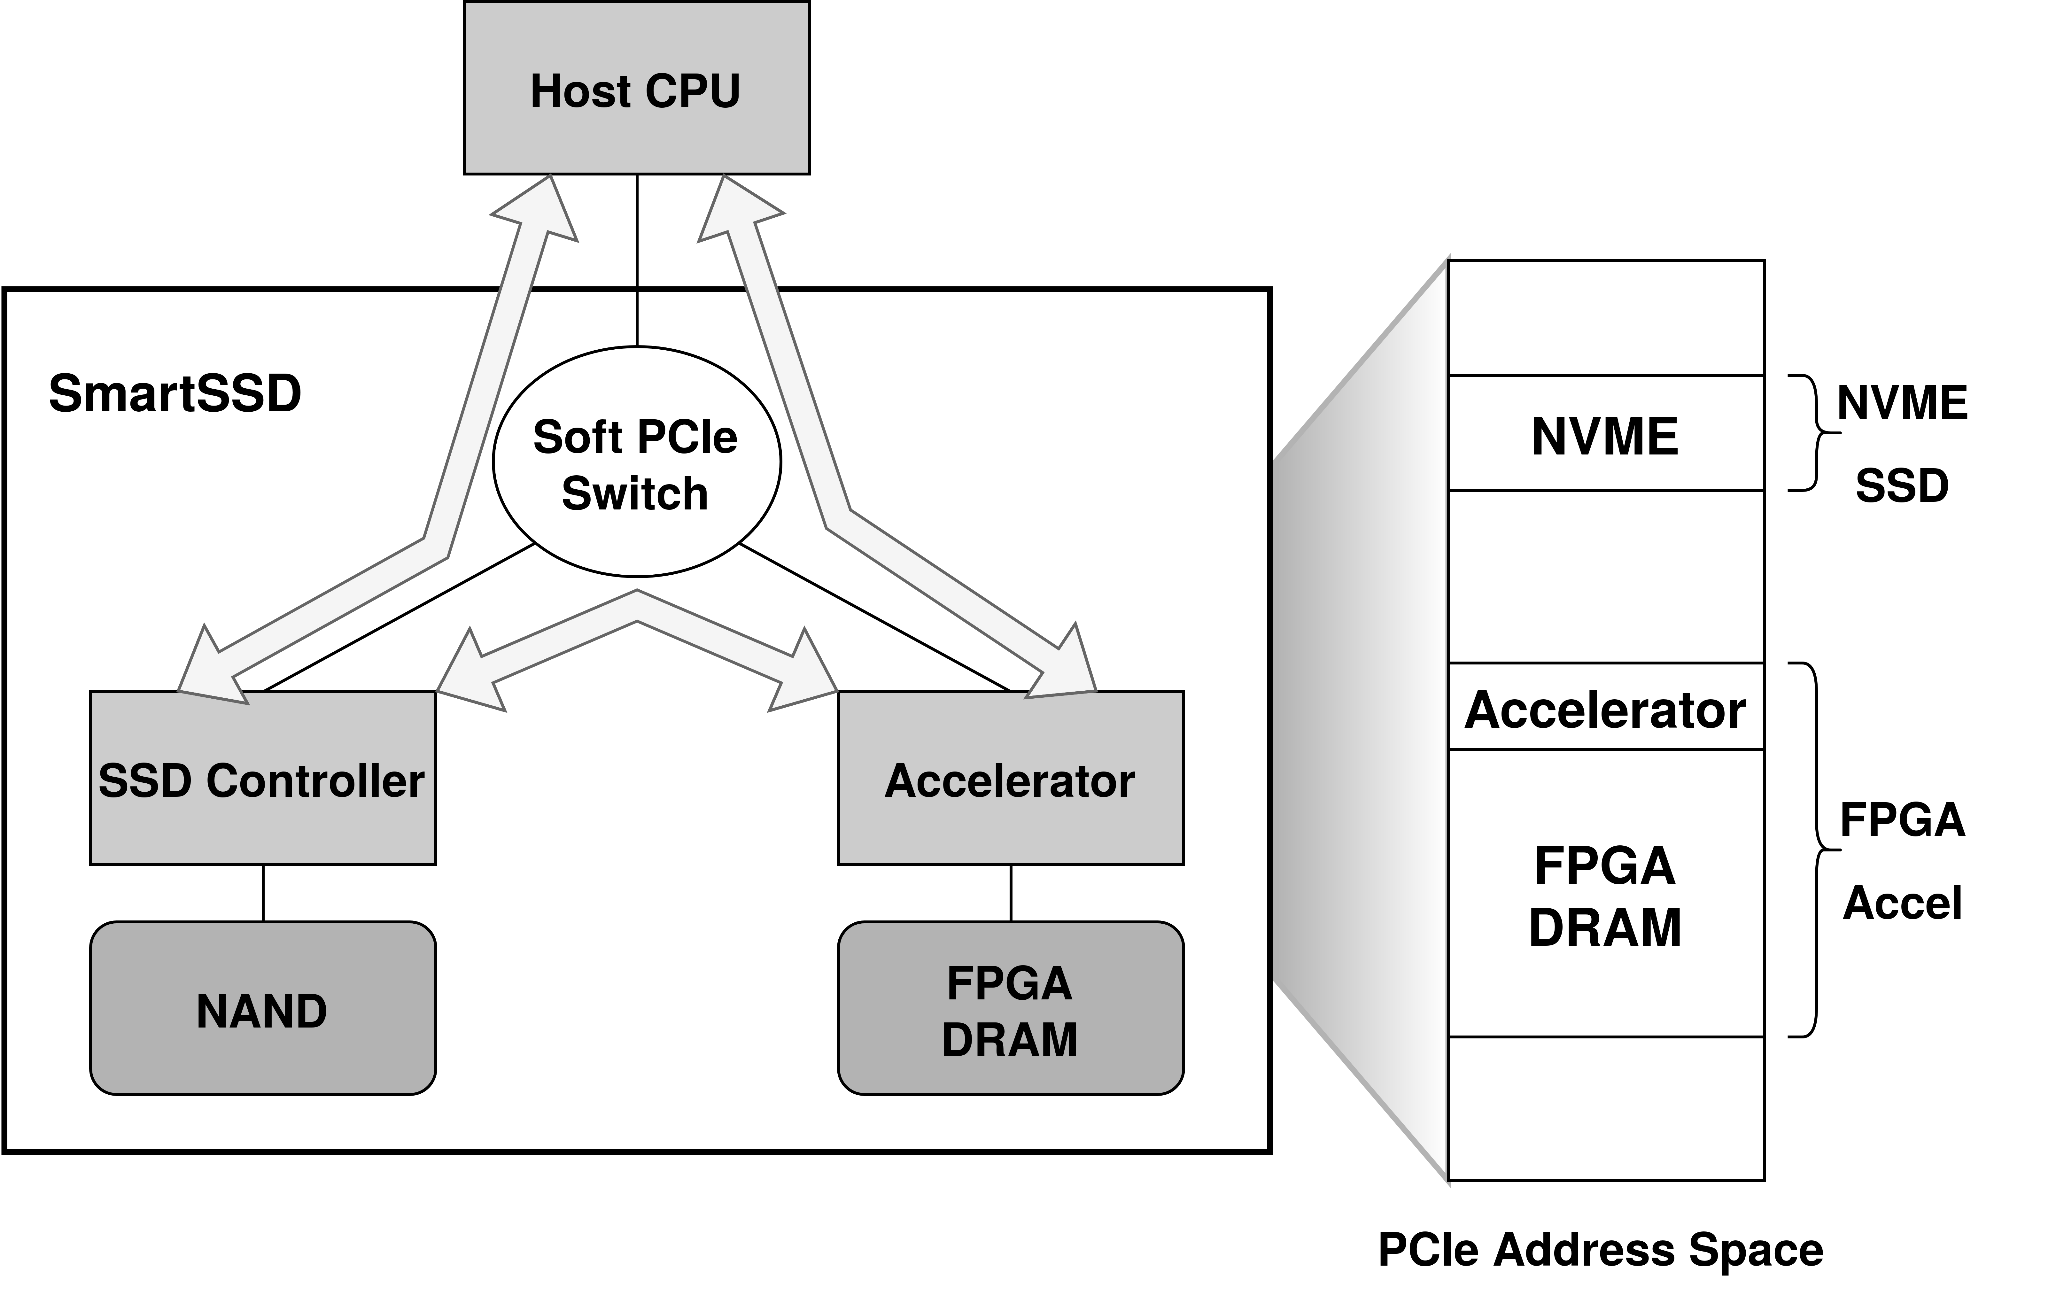 Host CPU
SmartSSD
Soft PCIe
Switch
SSD Controller
Accelerator
NAND
FPGA
DRAM
NVME
NVME
SSD
Accelerator
FPGA
DRAM
FPGA
Accel
PCIe Address Space